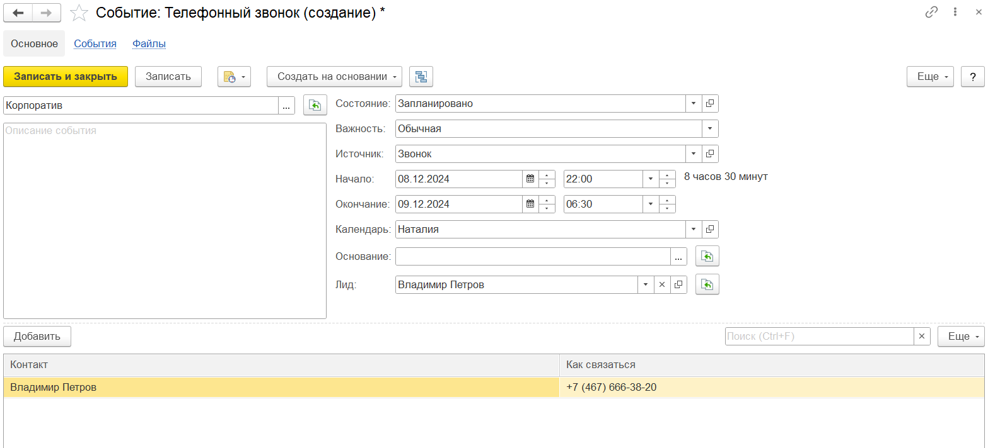 Событие: Телефонный звонок (создание) *
Основное События Файлы
Записать и закрыть Записать Создать на основании Еще ?
Корпоратив ...
Описание события
Состояние: Запланировано
Важность: Обычная
Источник: Звонок
Начало: 08.12.2024 22:00 8 часов 30 минут
Окончание: 09.12.2024 06:30
Календарь: Наталия
Основание: ...
Лид: Владимир Петров
Добавить Поиск (Ctrl+F) Еще
Контакт Как связаться
Владимир Петров +7 (467) 666-38-20